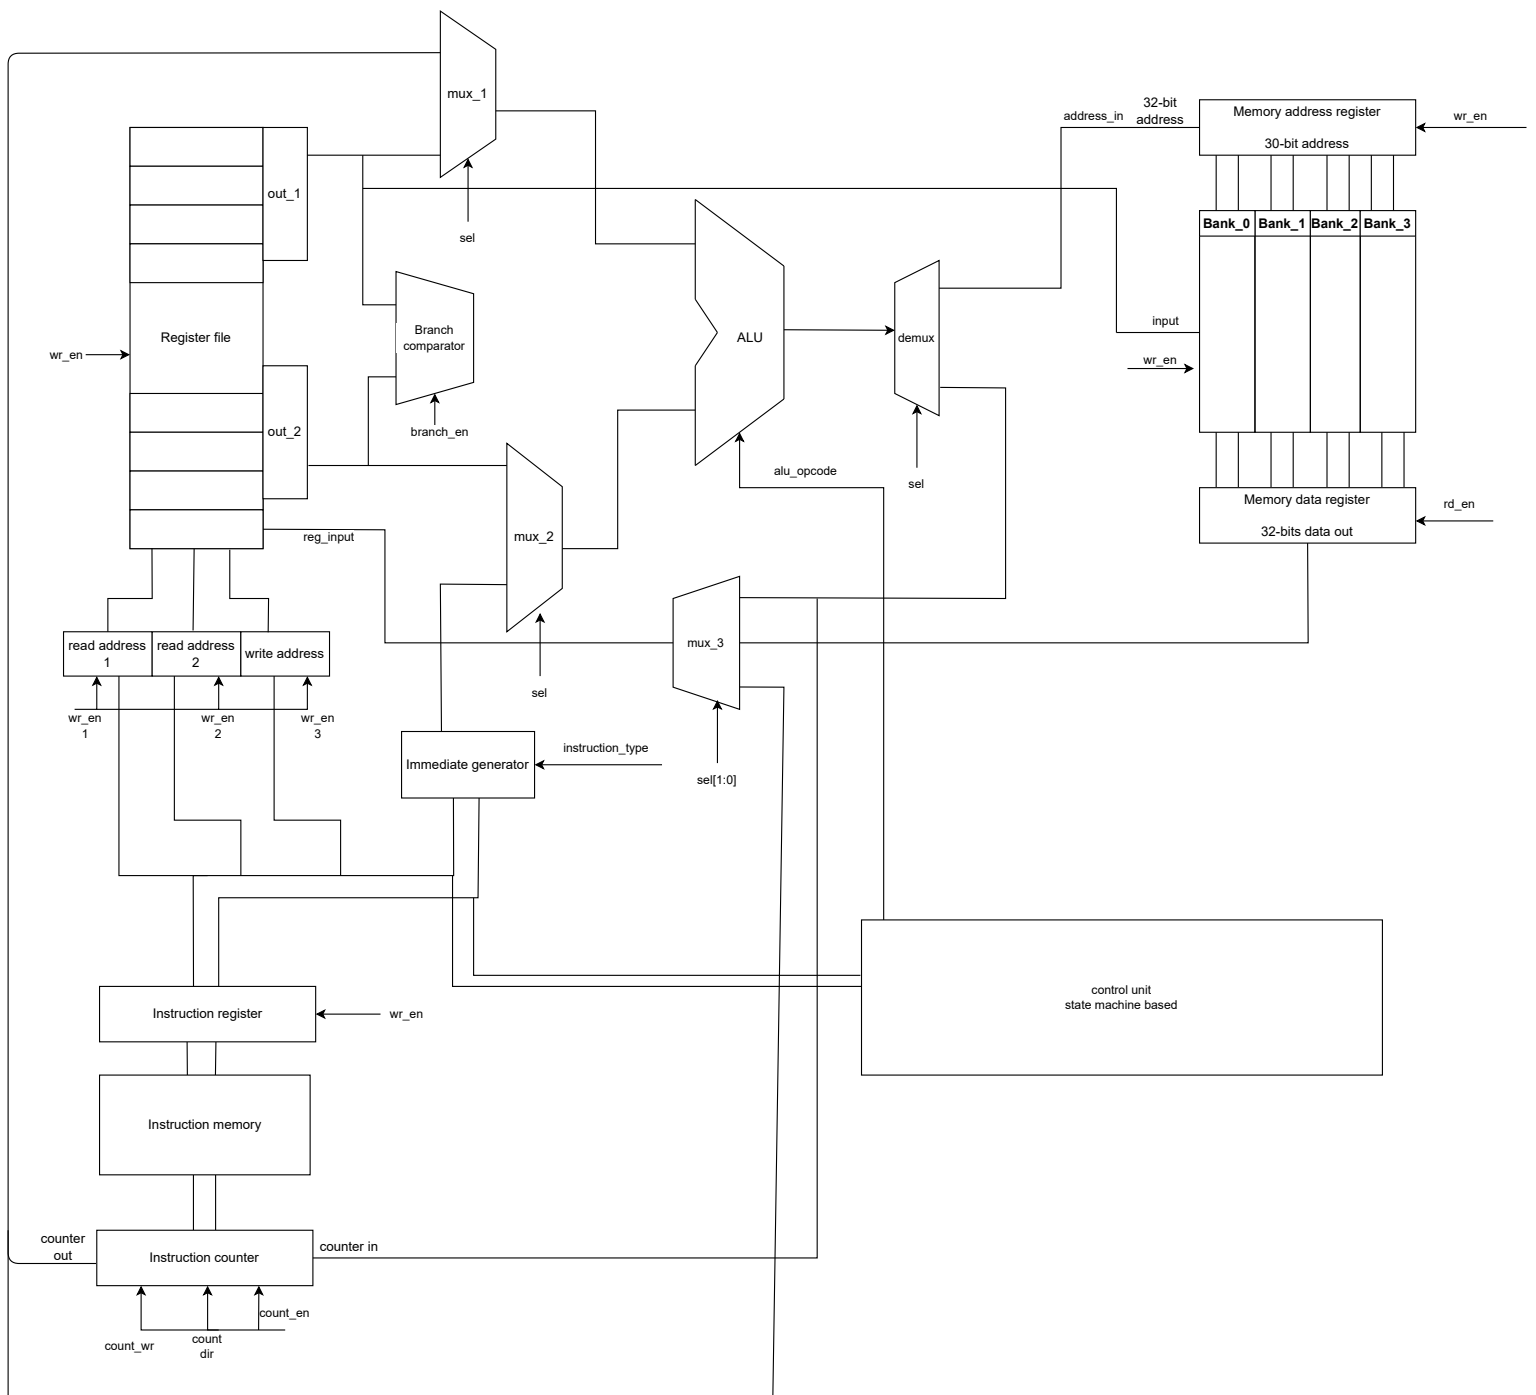 mux_1
32-bit
address
address_in
Memory address register
30-bit address
wr_en
out_1
sel
Bank_0
Bank_1
Bank_2
Bank_3
Register file
wr_en
Branch
comparator
branch_en
ALU
demux
input
wr_en
out_2
alu_opcode
sel
Memory data register
32-bits data out
rd_en
reg_input
mux_2
mux_3
read address
1
read address
2
write address
sel
wr_en
1
wr_en
2
wr_en
3
Immediate generator
instruction_type
sel[1:0]
control unit
state machine based
Instruction register
wr_en
Instruction memory
counter
out
Instruction counter
counter in
count_en
count_wr
count
dir